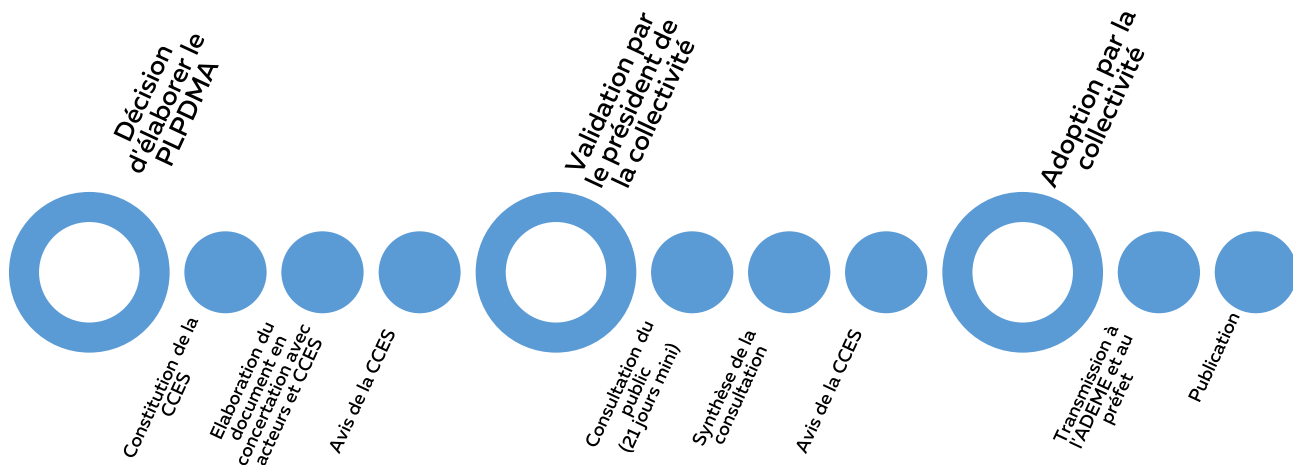 Décision
d'élaborer le
PLPDMA
Constitution de la
CCES
Elaboration du
document en
concertation avec
acteurs et CCES
Avis de la CCES
Validation par
le président de
la collectivité
Consultation du
public
(21 jours mini)
Synthèse de la
consultation
Avis de la CCES
Adoption par la
collectivité
Transmission à
l'ADEME et au
préfet
Publication